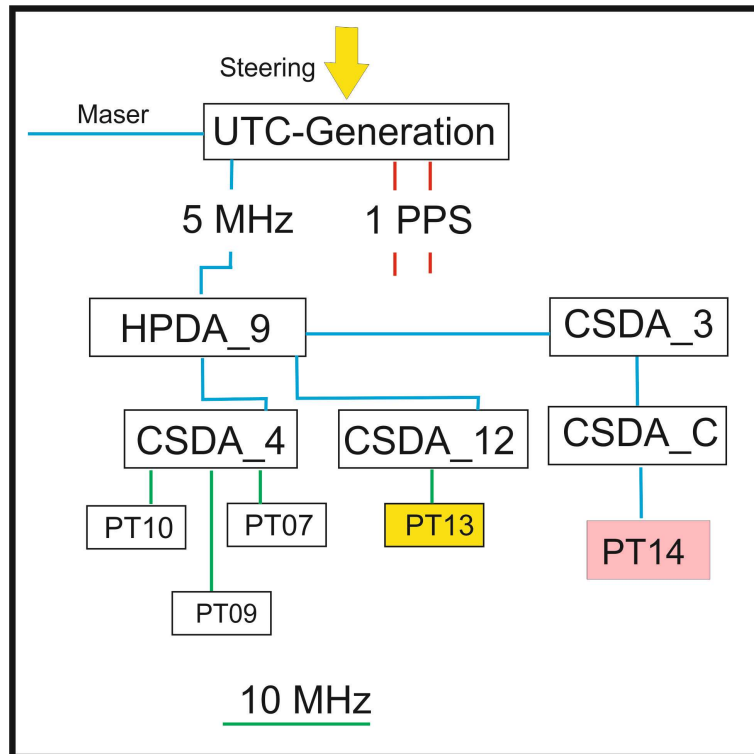 Steering
Maser
UTC-Generation
5 MHz
1 PPS
HPDA_9
CSDA_3
CSDA_4
CSDA_12
CSDA_C
PT10
PT07
PT13
PT14
PT09
10 MHz